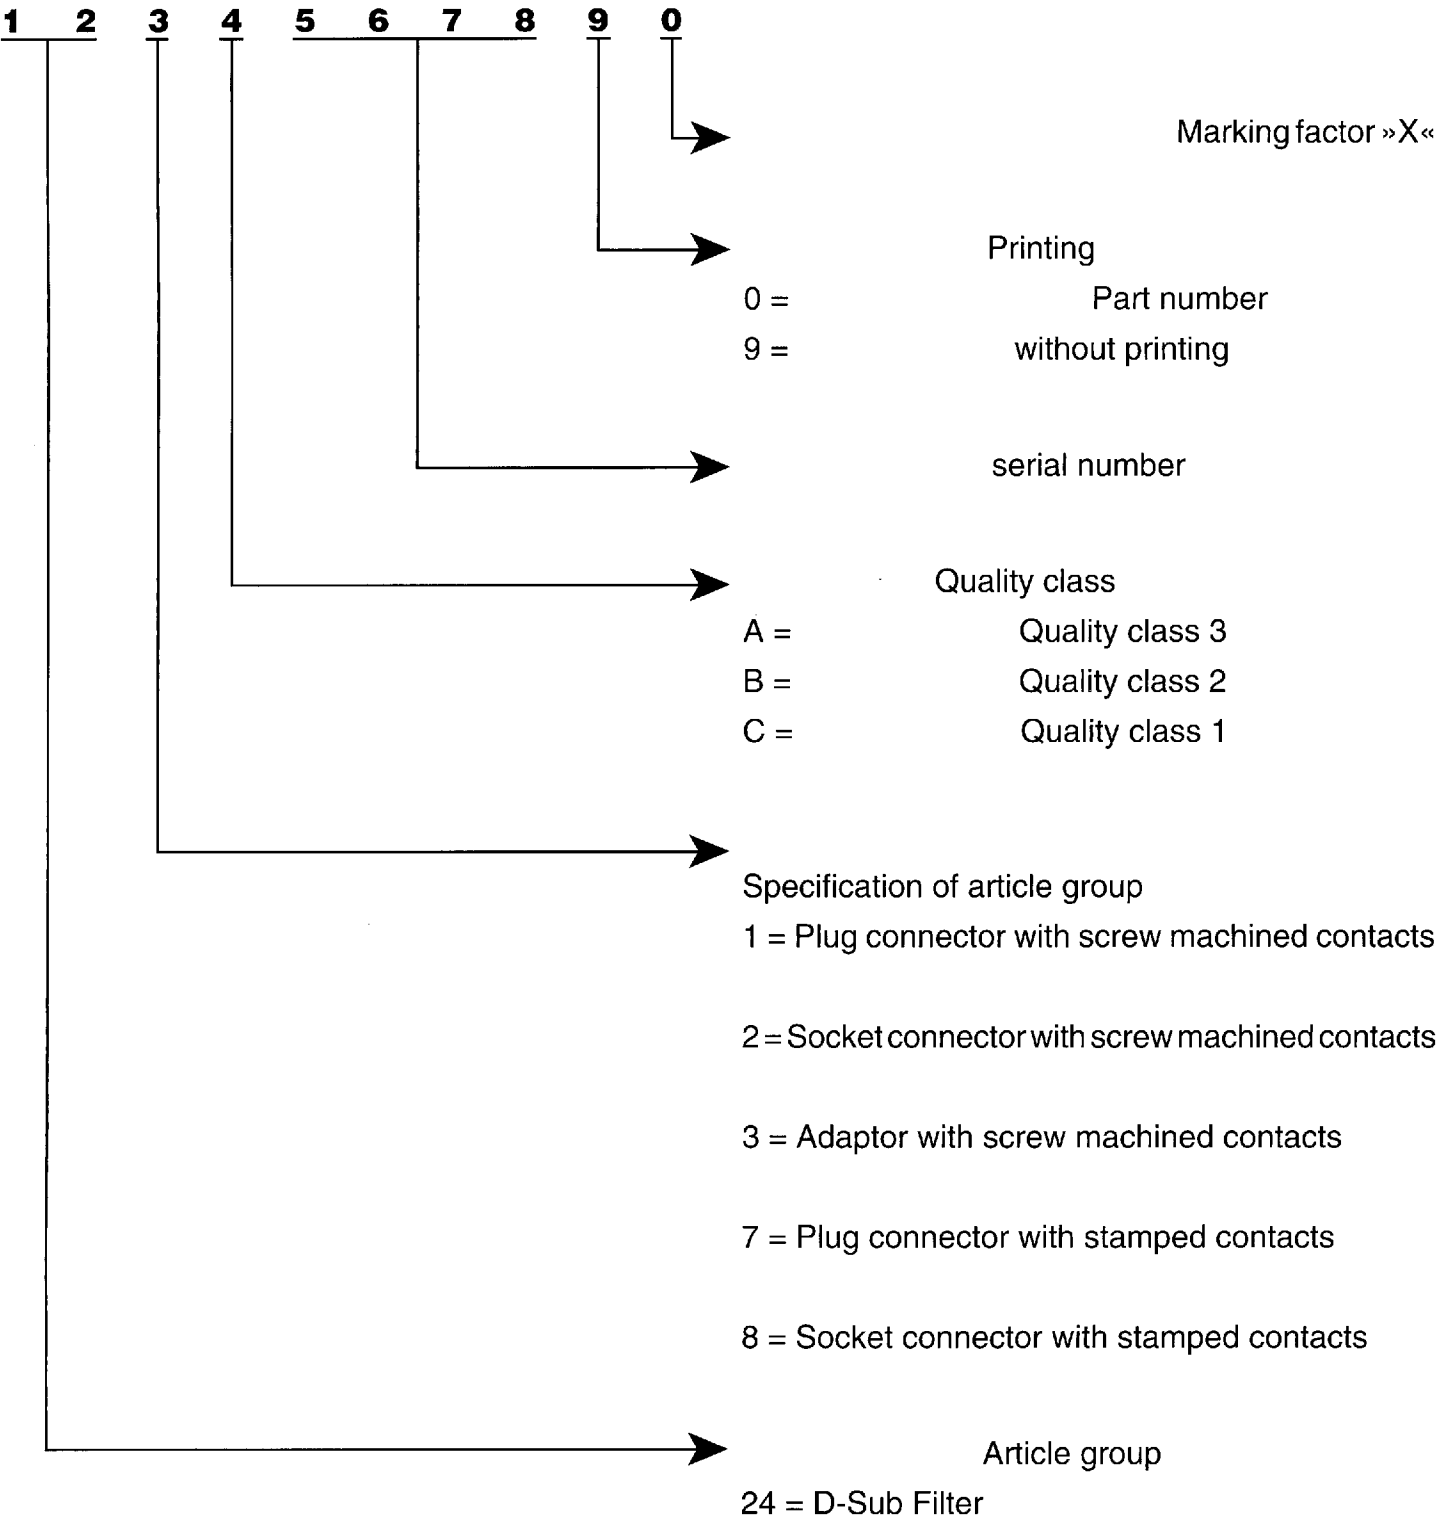 1 2 3 4 5 6 7 8 9 0
Marking factor »X«
Printing
0 = Part number
9 = without printing
serial number
Quality class
A = Quality class 3
B = Quality class 2
C = Quality class 1
Specification of article group
1 = Plug connector with screw machined contacts
2 = Socket connector with screw machined contacts
3 = Adaptor with screw machined contacts
7 = Plug connector with stamped contacts
8 = Socket connector with stamped contacts
Article group
24 = D-Sub Filter